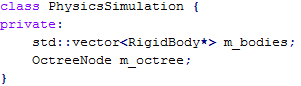 class PhysicsSimulation {
private:
    std::vector<RigidBody*> m_bodies;
    OctreeNode m_octree;
}